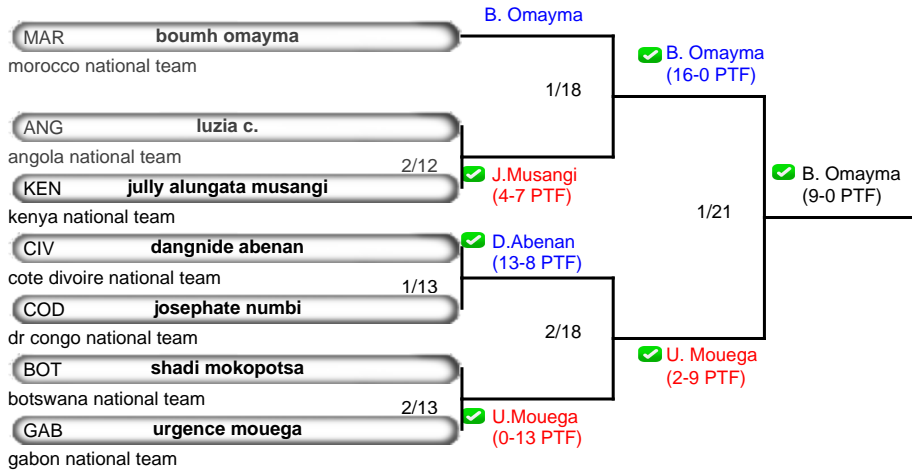 B. Omayma
MAR boumh omayma
morocco national team
B. Omayma
(16-0 PTF)
1/18
ANG luzia c.
angola national team
2/12
KEN jully alungata musangi
kenya national team
J.Musangi
(4-7 PTF)
B. Omayma
(9-0 PTF)
1/21
CIV dangnide abenan
cote divoire national team
D.Abenan
(13-8 PTF)
1/13
COD josephate numbi
dr congo national team
2/18
BOT shadi mokopotsa
botswana national team
U. Mouega
(2-9 PTF)
2/13
GAB urgence mouega
gabon national team
U.Mouega
(0-13 PTF)